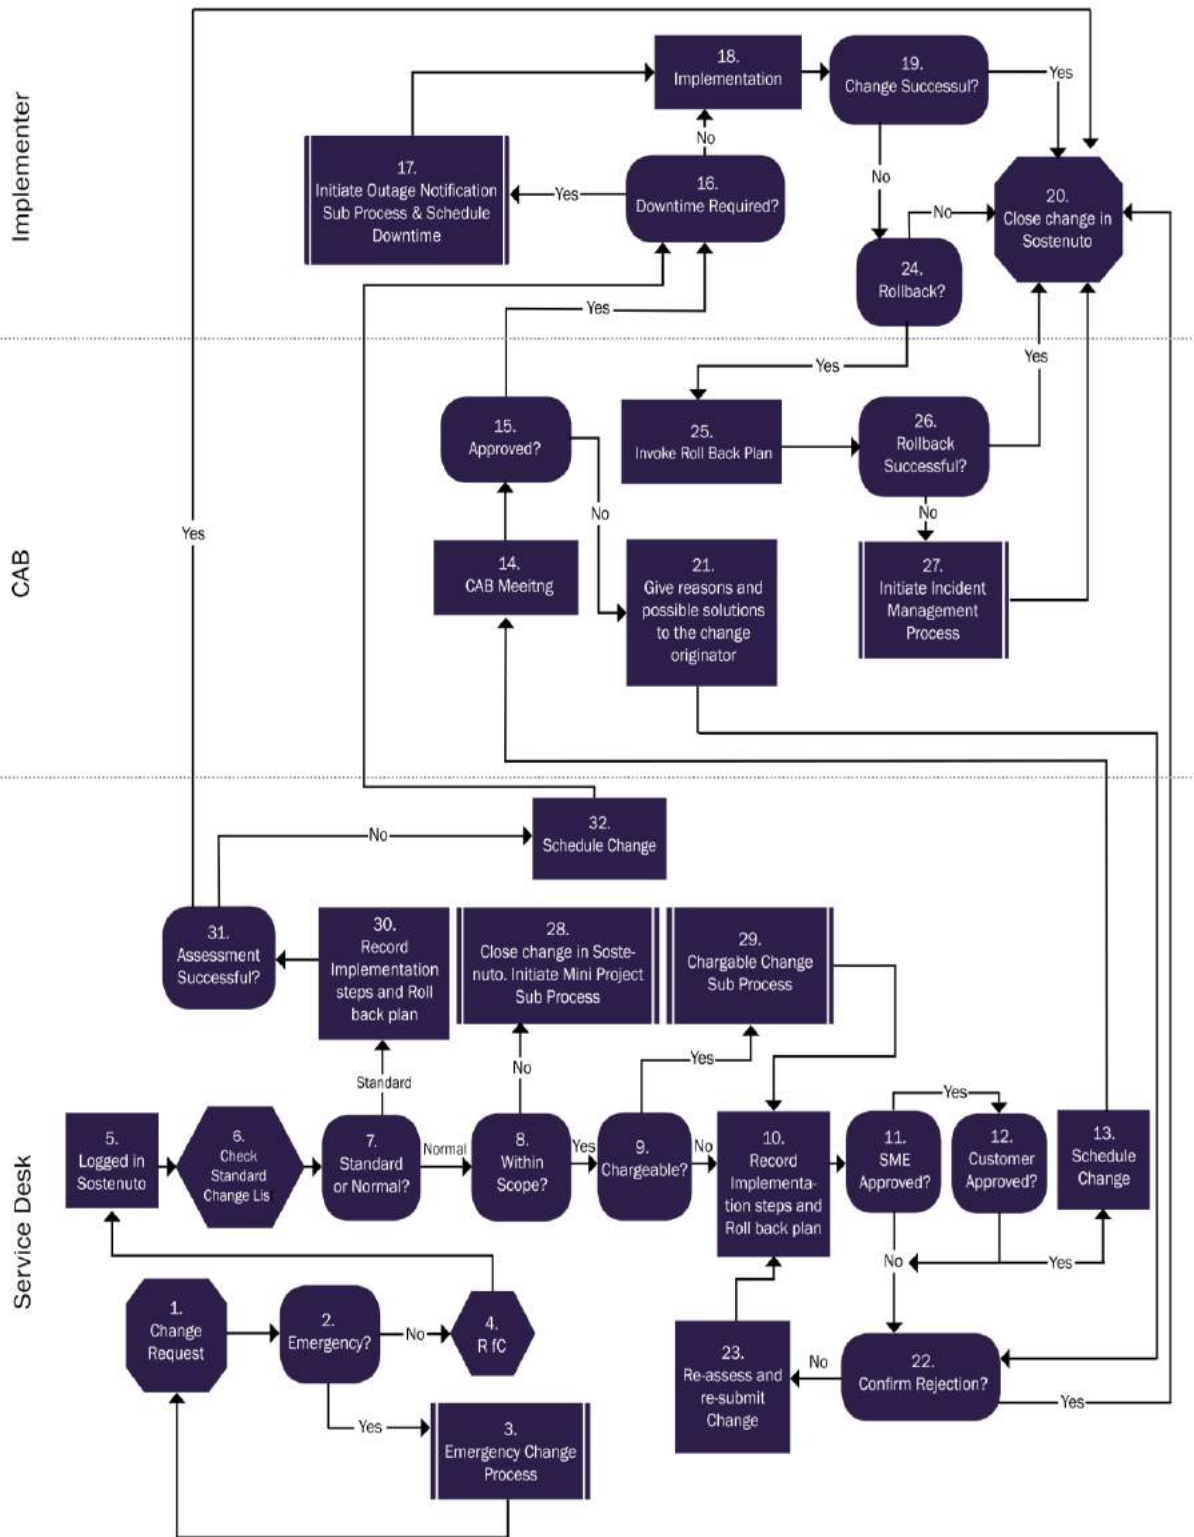 Implementer
18.
Implementation
19.
Change Successul?
Yes
No
17.
Initiate Outage Notification
Sub Process & Schedule
Downtime
Yes
16.
Downtime Required?
No
20.
Close change in
Sostenuto
No
24.
Rollback?
Yes
CAB
Yes
Yes
15.
Approved?
25.
Invoke Roll Back Plan
26.
Rollback
Successful?
Yes
No
No
14.
CAB Meeitng
21.
Give reasons and
possible solutions
to the change
originator
27.
Initiate Incident
Management
Process
Service Desk
No
32.
Schedule Change
31.
Assessment
Successful?
30.
Record
Implementation
steps and Roll
back plan
28.
Close change in Soste-
nuto. Initiate Mini Project
Sub Process
29.
Chargable Change
Sub Process
Standard
No
Yes
Yes
5.
Logged in
Sostenuto
6.
Check
Standard
Change Lis
7.
Standard
or Normal?
Normal
8.
Within
Scope?
Yes
9.
Chargeable?
No
10.
Record
Implementa-
tion steps and
Roll back plan
11.
SME
Approved?
12.
Customer
Approved?
13.
Schedule
Change
No
Yes
1.
Change
Request
2.
Emergency?
No
4.
R fC
23.
Re-assess and
re-submit
Change
No
22.
Confirm Rejection?
Yes
Yes
3.
Emergency Change
Process